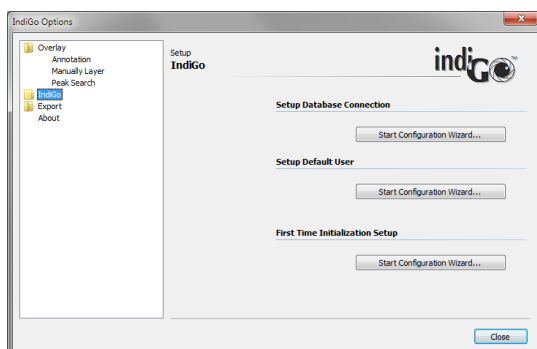 IndiGo Options
Overlay
Annotation
Manually Layer
Peak Search
IndiGo
Export
About
Setup
IndiGo
indiGo™
Setup Database Connection
Start Configuration Wizard...
Setup Default User
Start Configuration Wizard...
First Time Initialization Setup
Start Configuration Wizard...
Close